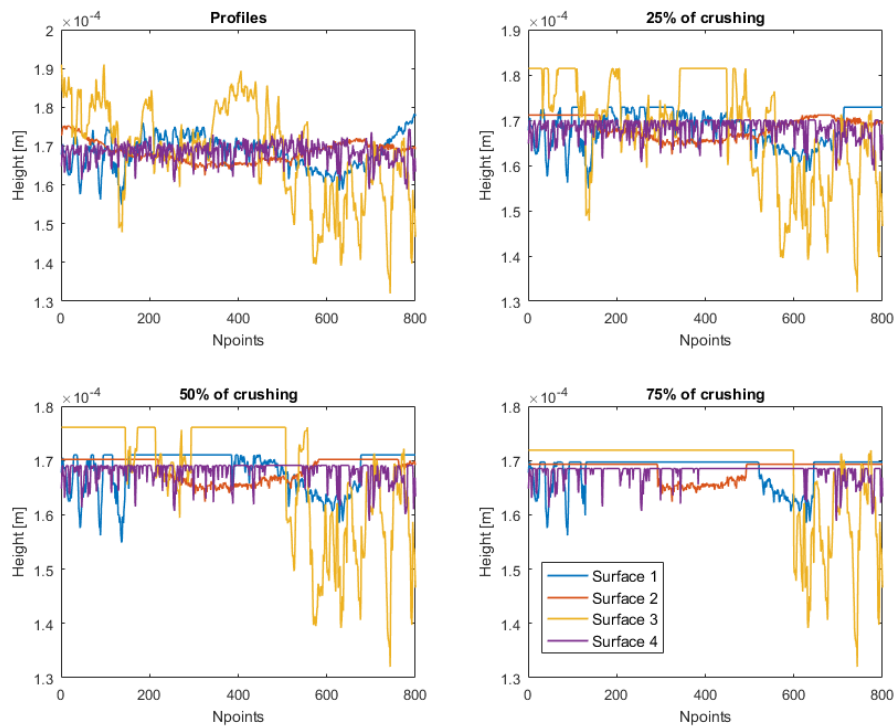 Profiles
×10⁻⁴
2
1.9
1.8
1.7
1.6
1.5
1.4
1.3
Height [m]
0 200 400 600 800
Npoints
25% of crushing
×10⁻⁴
1.9
1.8
1.7
1.6
1.5
1.4
1.3
Height [m]
0 200 400 600 800
Npoints
50% of crushing
×10⁻⁴
1.8
1.7
1.6
1.5
1.4
1.3
Height [m]
0 200 400 600 800
Npoints
75% of crushing
×10⁻⁴
1.8
1.7
1.6
1.5
1.4
1.3
Height [m]
Surface 1
Surface 2
Surface 3
Surface 4
0 200 400 600 800
Npoints